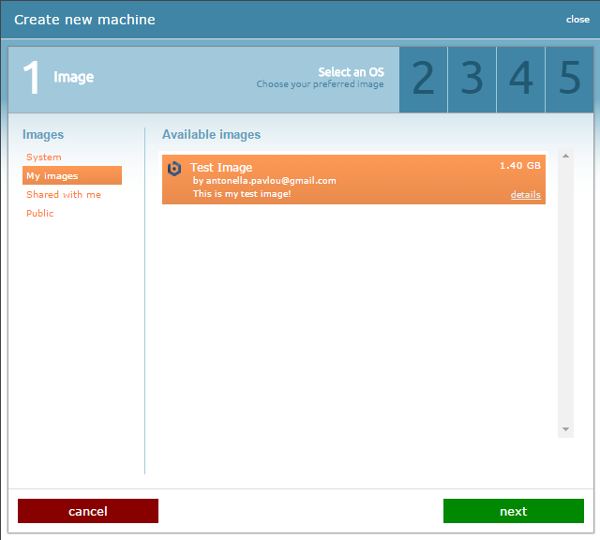 Create new machine
close
1 Image
Select an OS
Choose your preferred image
2 3 4 5
Images
System
My images
Shared with me
Public
Available images
Test Image
1.40 GB
by antonella.pavlou@gmail.com
This is my test image!
details
cancel
next